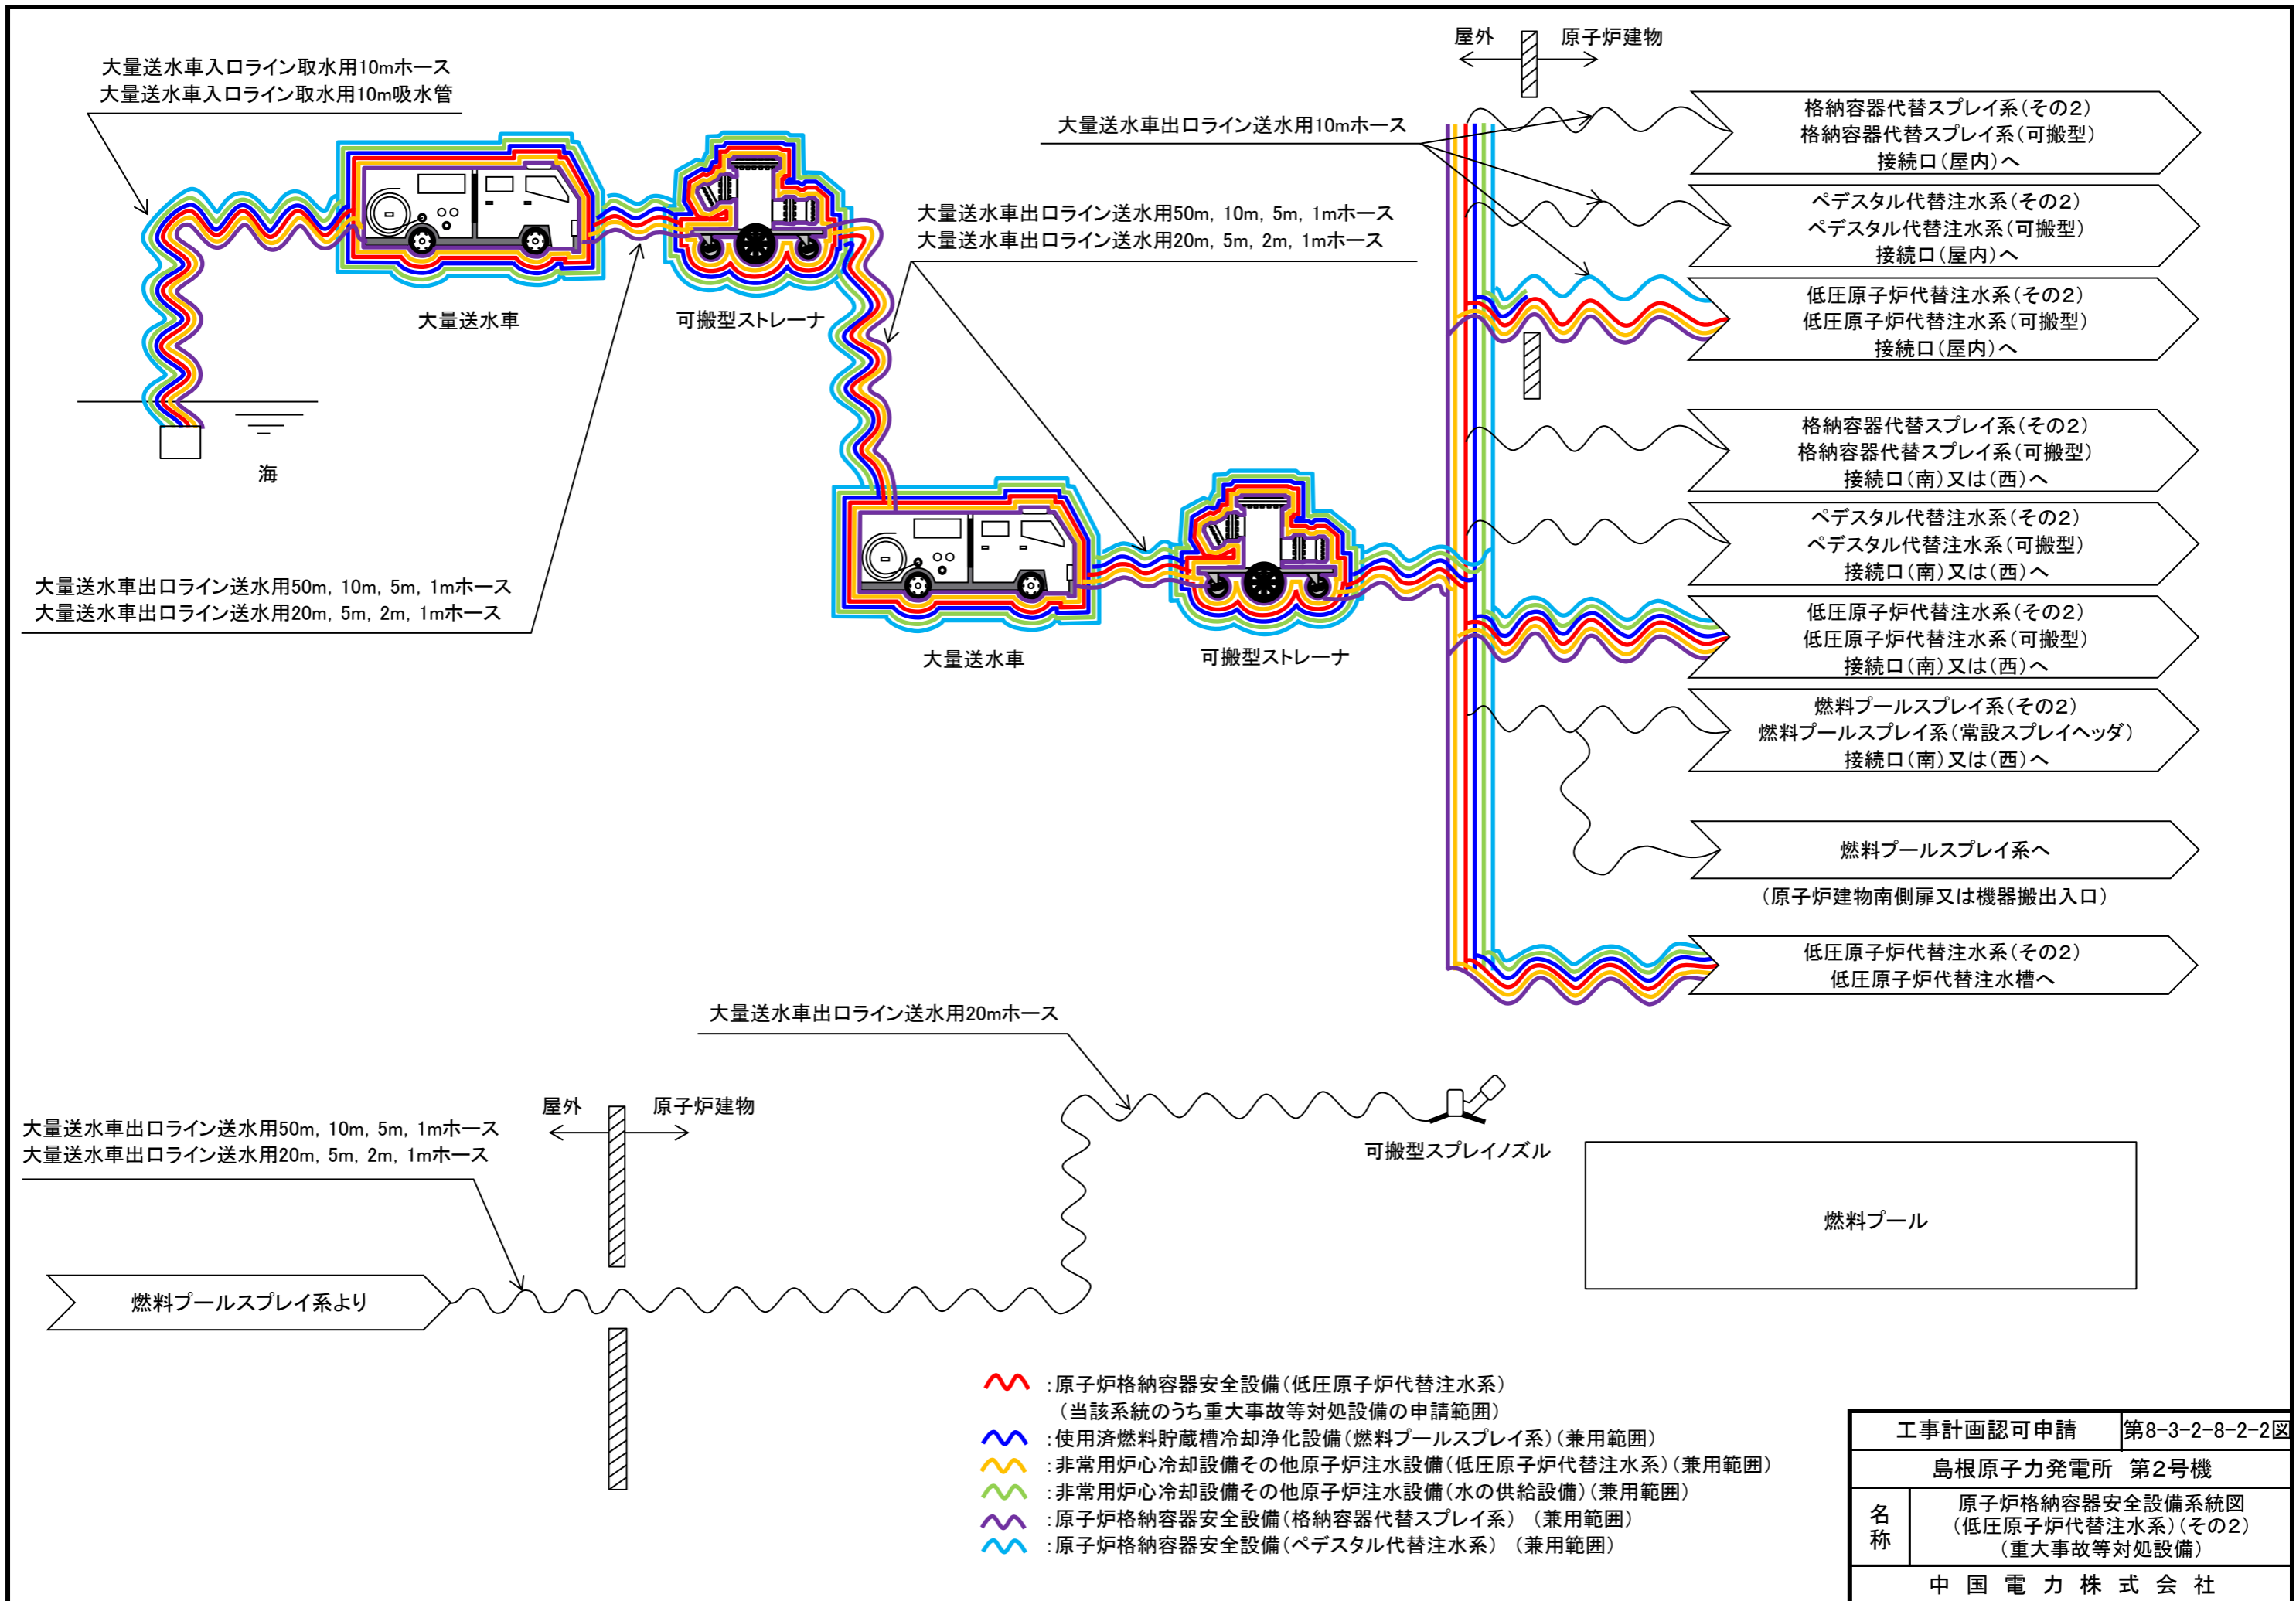 大量送水車入口ライン取水用10mホース
大量送水車入口ライン取水用10m吸水管
屋外
原子炉建物
大量送水車出口ライン送水用10mホース
格納容器代替スプレイ系(その2)
格納容器代替スプレイ系(可搬型)
接続口(屋内)へ
ペデスタル代替注水系(その2)
ペデスタル代替注水系(可搬型)
接続口(屋内)へ
大量送水車出口ライン送水用50m, 10m, 5m, 1mホース
大量送水車出口ライン送水用20m, 5m, 2m, 1mホース
低圧原子炉代替注水系(その2)
低圧原子炉代替注水系(可搬型)
接続口(屋内)へ
大量送水車
可搬型ストレーナ
海
格納容器代替スプレイ系(その2)
格納容器代替スプレイ系(可搬型)
接続口(南)又は(西)へ
ペデスタル代替注水系(その2)
ペデスタル代替注水系(可搬型)
接続口(南)又は(西)へ
大量送水車出口ライン送水用50m, 10m, 5m, 1mホース
大量送水車出口ライン送水用20m, 5m, 2m, 1mホース
大量送水車
可搬型ストレーナ
低圧原子炉代替注水系(その2)
低圧原子炉代替注水系(可搬型)
接続口(南)又は(西)へ
燃料プールスプレイ系(その2)
燃料プールスプレイ系(常設スプレイヘッダ)
接続口(南)又は(西)へ
燃料プールスプレイ系へ
(原子炉建物南側扉又は機器搬出入口)
低圧原子炉代替注水系(その2)
低圧原子炉代替注水槽へ
大量送水車出口ライン送水用20mホース
屋外
原子炉建物
大量送水車出口ライン送水用50m, 10m, 5m, 1mホース
大量送水車出口ライン送水用20m, 5m, 2m, 1mホース
可搬型スプレイノズル
燃料プール
燃料プールスプレイ系より
:原子炉格納容器安全設備(低圧原子炉代替注水系)
(当該系統のうち重大事故等対処設備の申請範囲)
:使用済燃料貯蔵槽冷却浄化設備(燃料プールスプレイ系)(兼用範囲)
:非常用炉心冷却設備その他原子炉注水設備(低圧原子炉代替注水系)(兼用範囲)
:非常用炉心冷却設備その他原子炉注水設備(水の供給設備)(兼用範囲)
:原子炉格納容器安全設備(格納容器代替スプレイ系) (兼用範囲)
:原子炉格納容器安全設備(ペデスタル代替注水系) (兼用範囲)
工事計画認可申請 第8-3-2-8-2-2図
島根原子力発電所 第2号機
名称
原子炉格納容器安全設備系統図
(低圧原子炉代替注水系)(その2)
(重大事故等対処設備)
中国電力株式会社